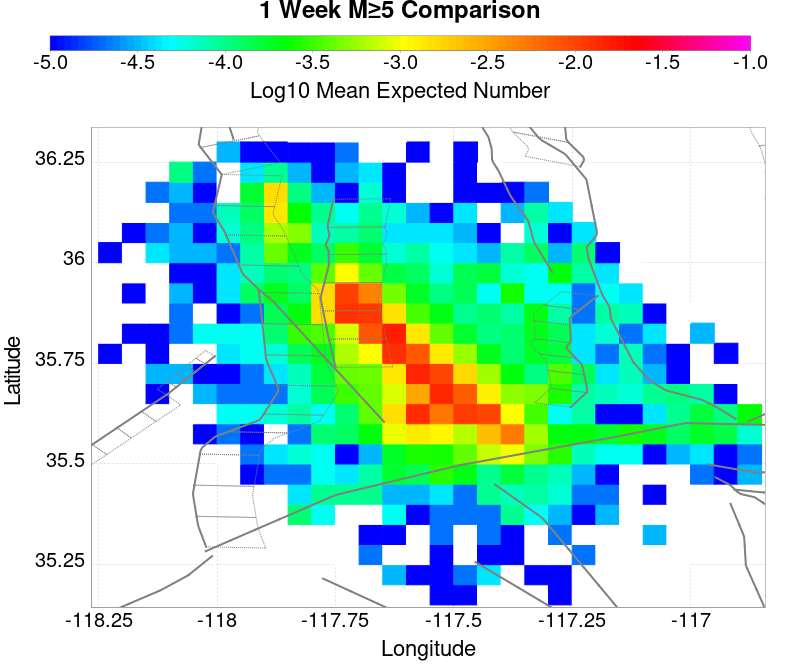 1 Week M≥5 Comparison
-5.0 -4.5 -4.0 -3.5 -3.0 -2.5 -2.0 -1.5 -1.0
Log10 Mean Expected Number
36.25
36
35.75
35.5
35.25
Latitude
-118.25 -118 -117.75 -117.5 -117.25 -117
Longitude